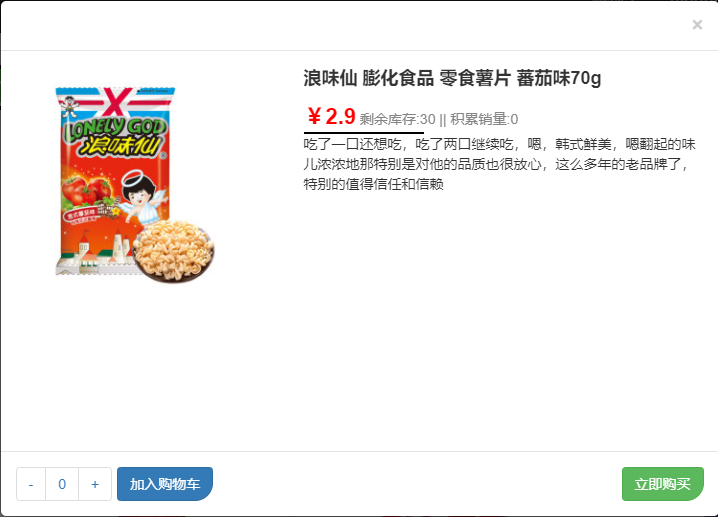 ×
浪味仙 膨化食品 零食薯片 蕃茄味70g
￥2.9 剩余库存:30 || 积累销量:0
吃了一口还想吃，吃了两口继续吃，嗯，韩式鲜美，嗯翻起的味
儿浓浓地那特别是对他的品质也很放心，这么多年的老品牌了，
特别的值得信任和信赖
LONELY GOD
浪味仙
- 0 + 加入购物车
立即购买